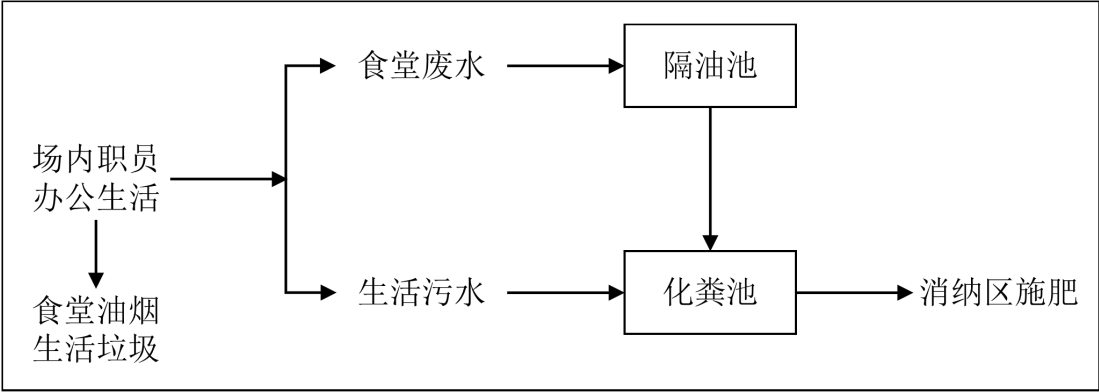 食堂废水
隔油池
场内职员
办公生活
生活污水
化粪池
消纳区施肥
食堂油烟
生活垃圾